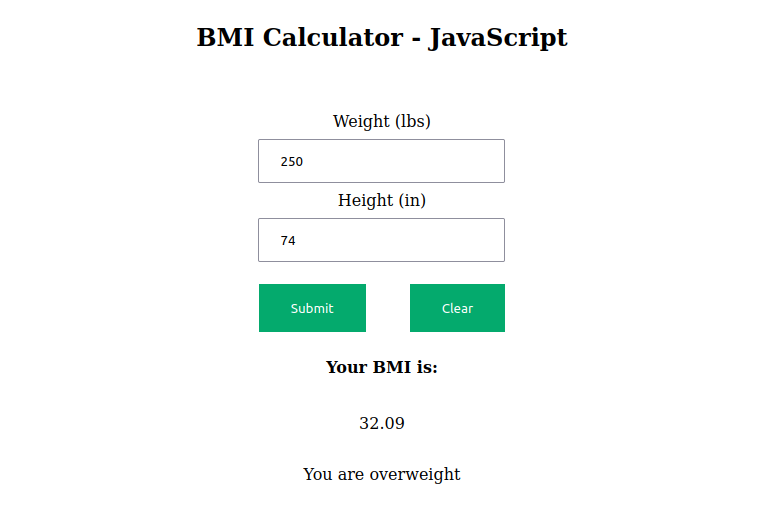 BMI Calculator - JavaScript
Weight (lbs)
250
Height (in)
74
Submit Clear
Your BMI is:
32.09
You are overweight